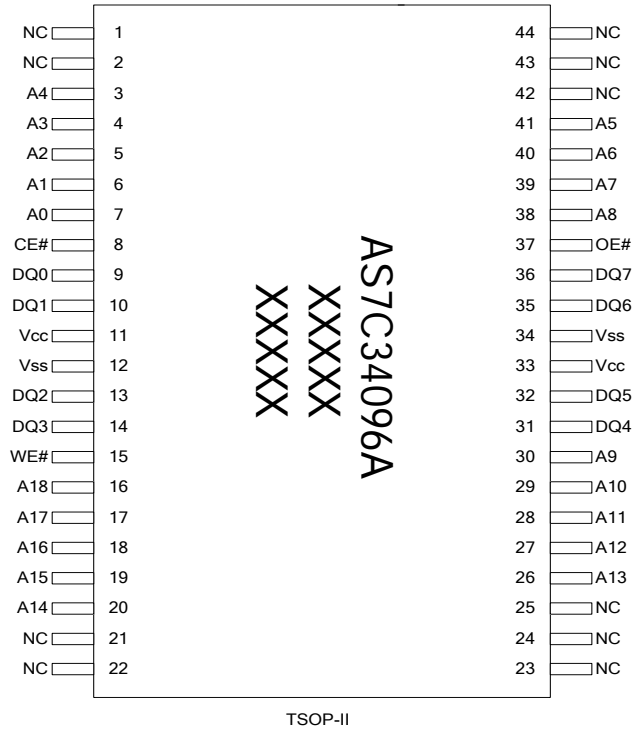 NC 1 44 NC
NC 2 43 NC
A4 3 42 NC
A3 4 41 A5
A2 5 40 A6
A1 6 39 A7
A0 7 38 A8
CE# 8 37 OE#
DQ0 9 36 DQ7
DQ1 10 35 DQ6
Vcc 11 34 Vss
Vss 12 33 Vcc
DQ2 13 32 DQ5
DQ3 14 31 DQ4
WE# 15 30 A9
A18 16 29 A10
A17 17 28 A11
A16 18 27 A12
A15 19 26 A13
A14 20 25 NC
NC 21 24 NC
NC 22 23 NC
AS7C34096A
XXXXX
XXXXX
TSOP-II